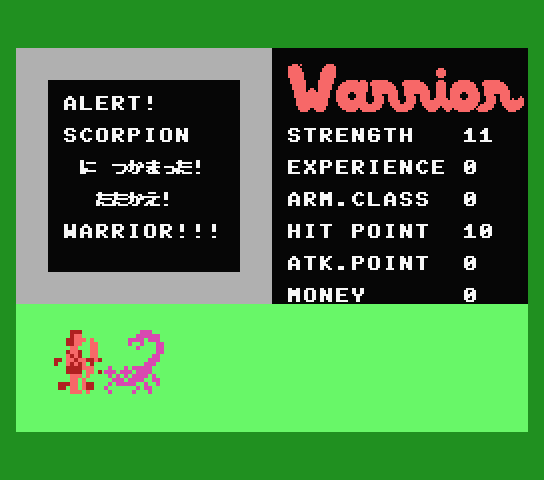 ALERT!
SCORPION
に つかまった!
たたかえ!
WARRIOR!!!
Warrior
STRENGTH 11
EXPERIENCE 0
ARM.CLASS 0
HIT POINT 10
ATK.POINT 0
MONEY 0